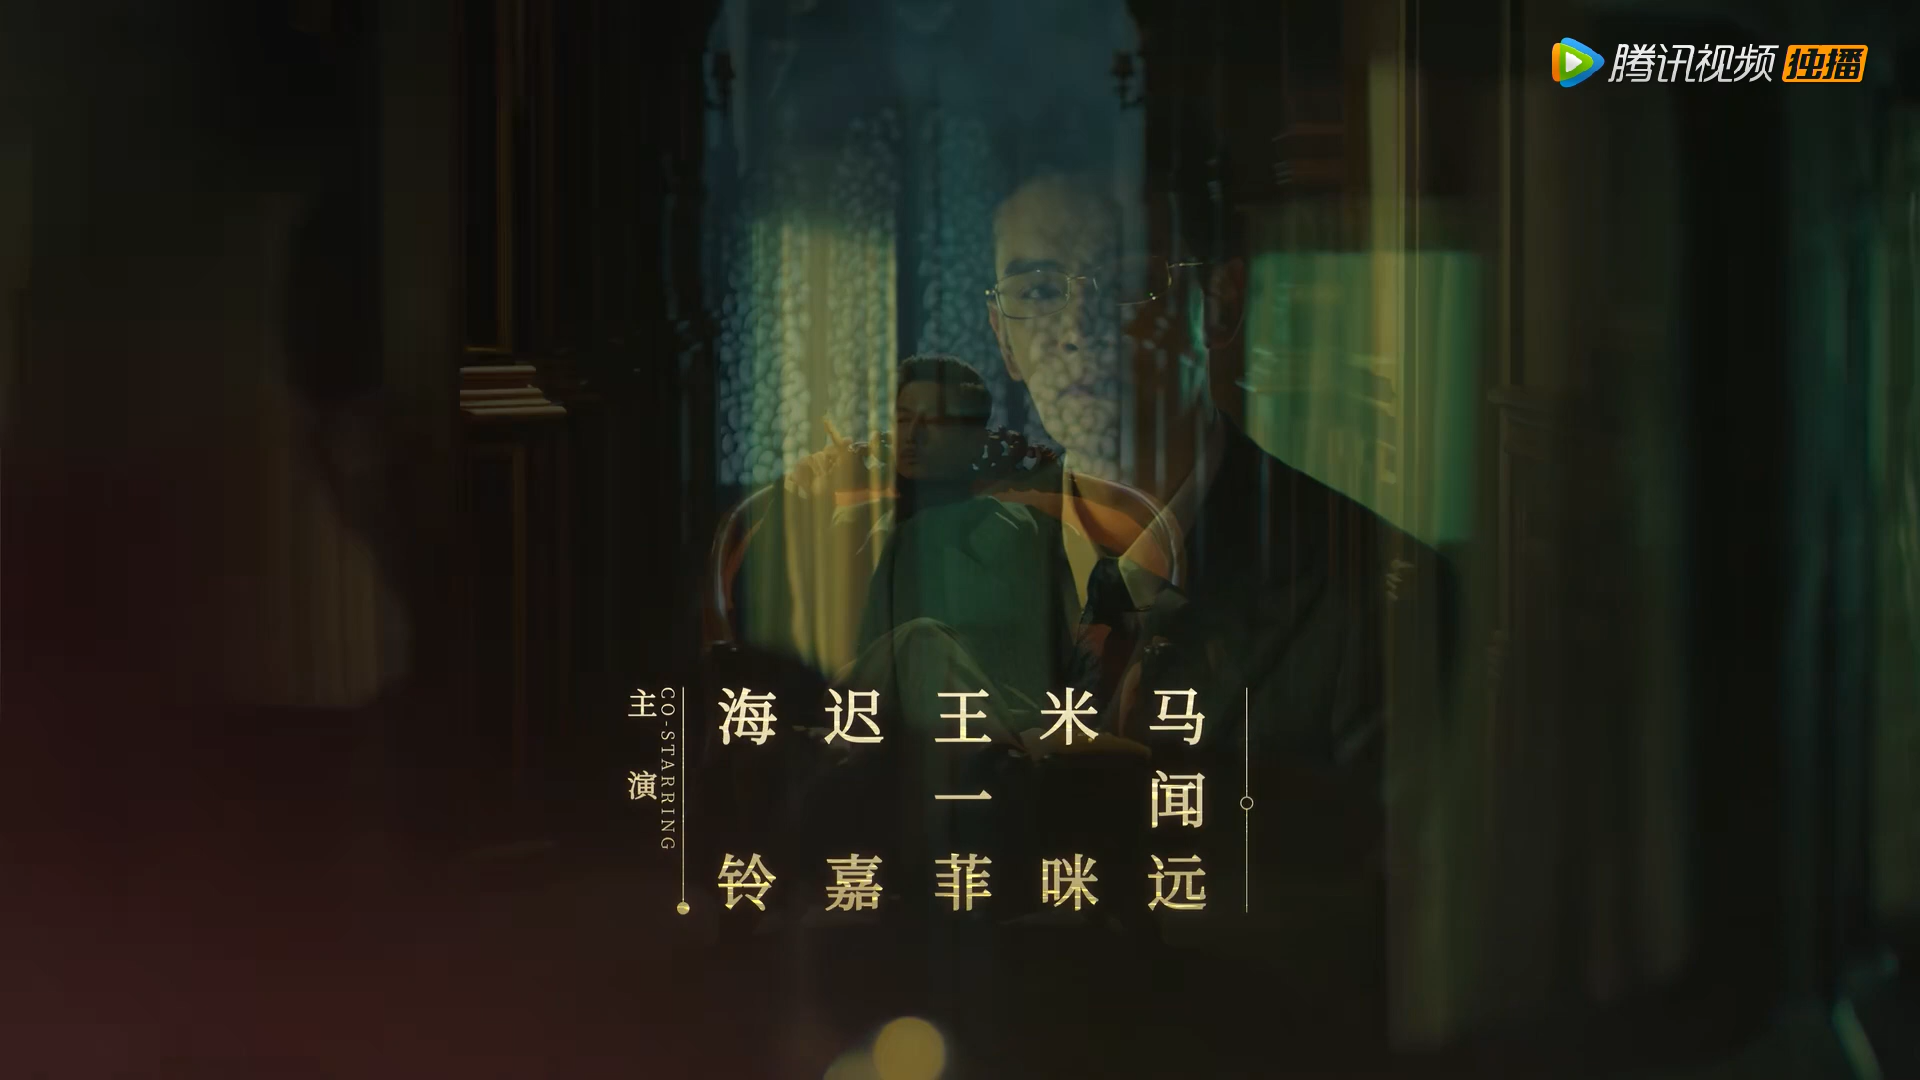 腾讯视频 独播
主演
CO-STARRING
海铃
迟嘉
王一菲
米咪
马闻远